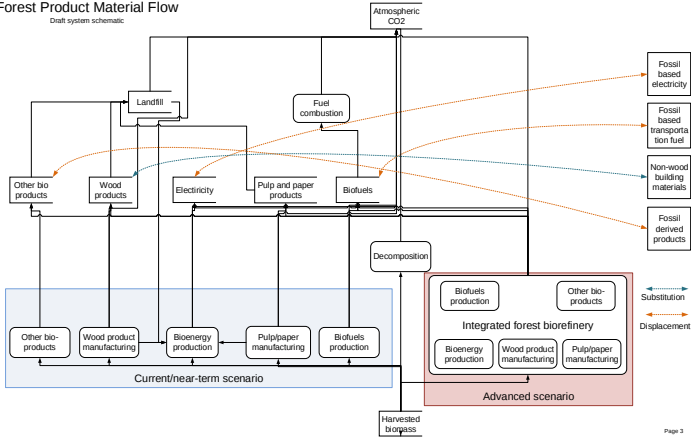 Forest Product Material Flow
Draft system schematic
Atmospheric
CO2
Landfill
Fuel
combustion
Fossil
based
electricity
Fossil
based
transporta
tion fuel
Non-wood
building
materials
Fossil
derived
products
Other bio
products
Wood
products
Electricity
Pulp and paper
products
Biofuels
Decomposition
Biofuels
production
Other bio-
products
Integrated forest biorefinery
Bioenergy
production
Wood product
manufacturing
Pulp/paper
manufacturing
Advanced scenario
Other bio-
products
Wood product
manufacturing
Bioenergy
production
Pulp/paper
manufacturing
Biofuels
production
Current/near-term scenario
Harvested
biomass
Substitution
Displacement
Page 3